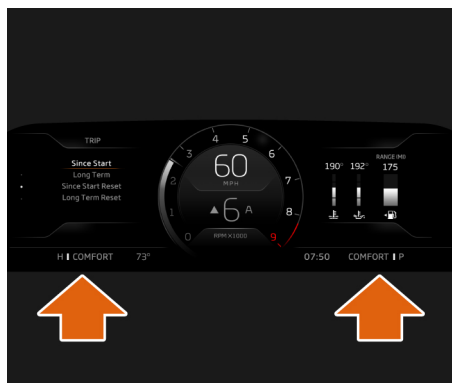 TRIP
Since Start
Long Term
Since Start Reset
Long Term Reset
H COMFORT 73°
4 5
3 6
2 7
1 8
0 9
60
MPH
6 A
RPM X1000
RANGE (MI)
190° 192° 175
07:50 COMFORT P